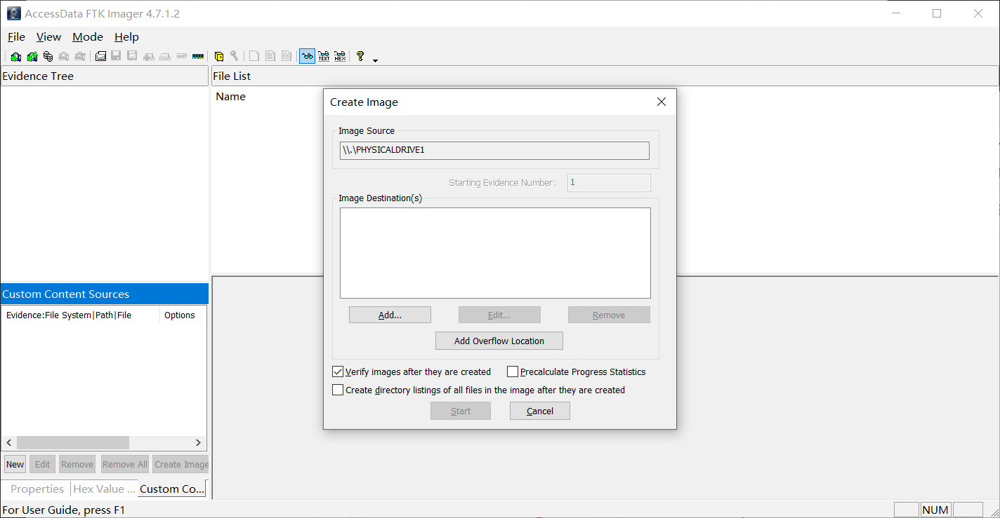 AccessData FTK Imager 4.7.1.2
File View Mode Help
TEXT HEX
Evidence Tree
File List
Name
Create Image
Image Source
\\.\PHYSICALDRIVE1
Starting Evidence Number: 1
Image Destination(s)
Add... Edit... Remove
Add Overflow Location
Verify images after they are created Precalculate Progress Statistics
Create directory listings of all files in the image after they are created
Start Cancel
Custom Content Sources
Evidence:File System|Path|File Options
New Edit Remove Remove All Create Image
Properties Hex Value ... Custom Co...
For User Guide, press F1
NUM